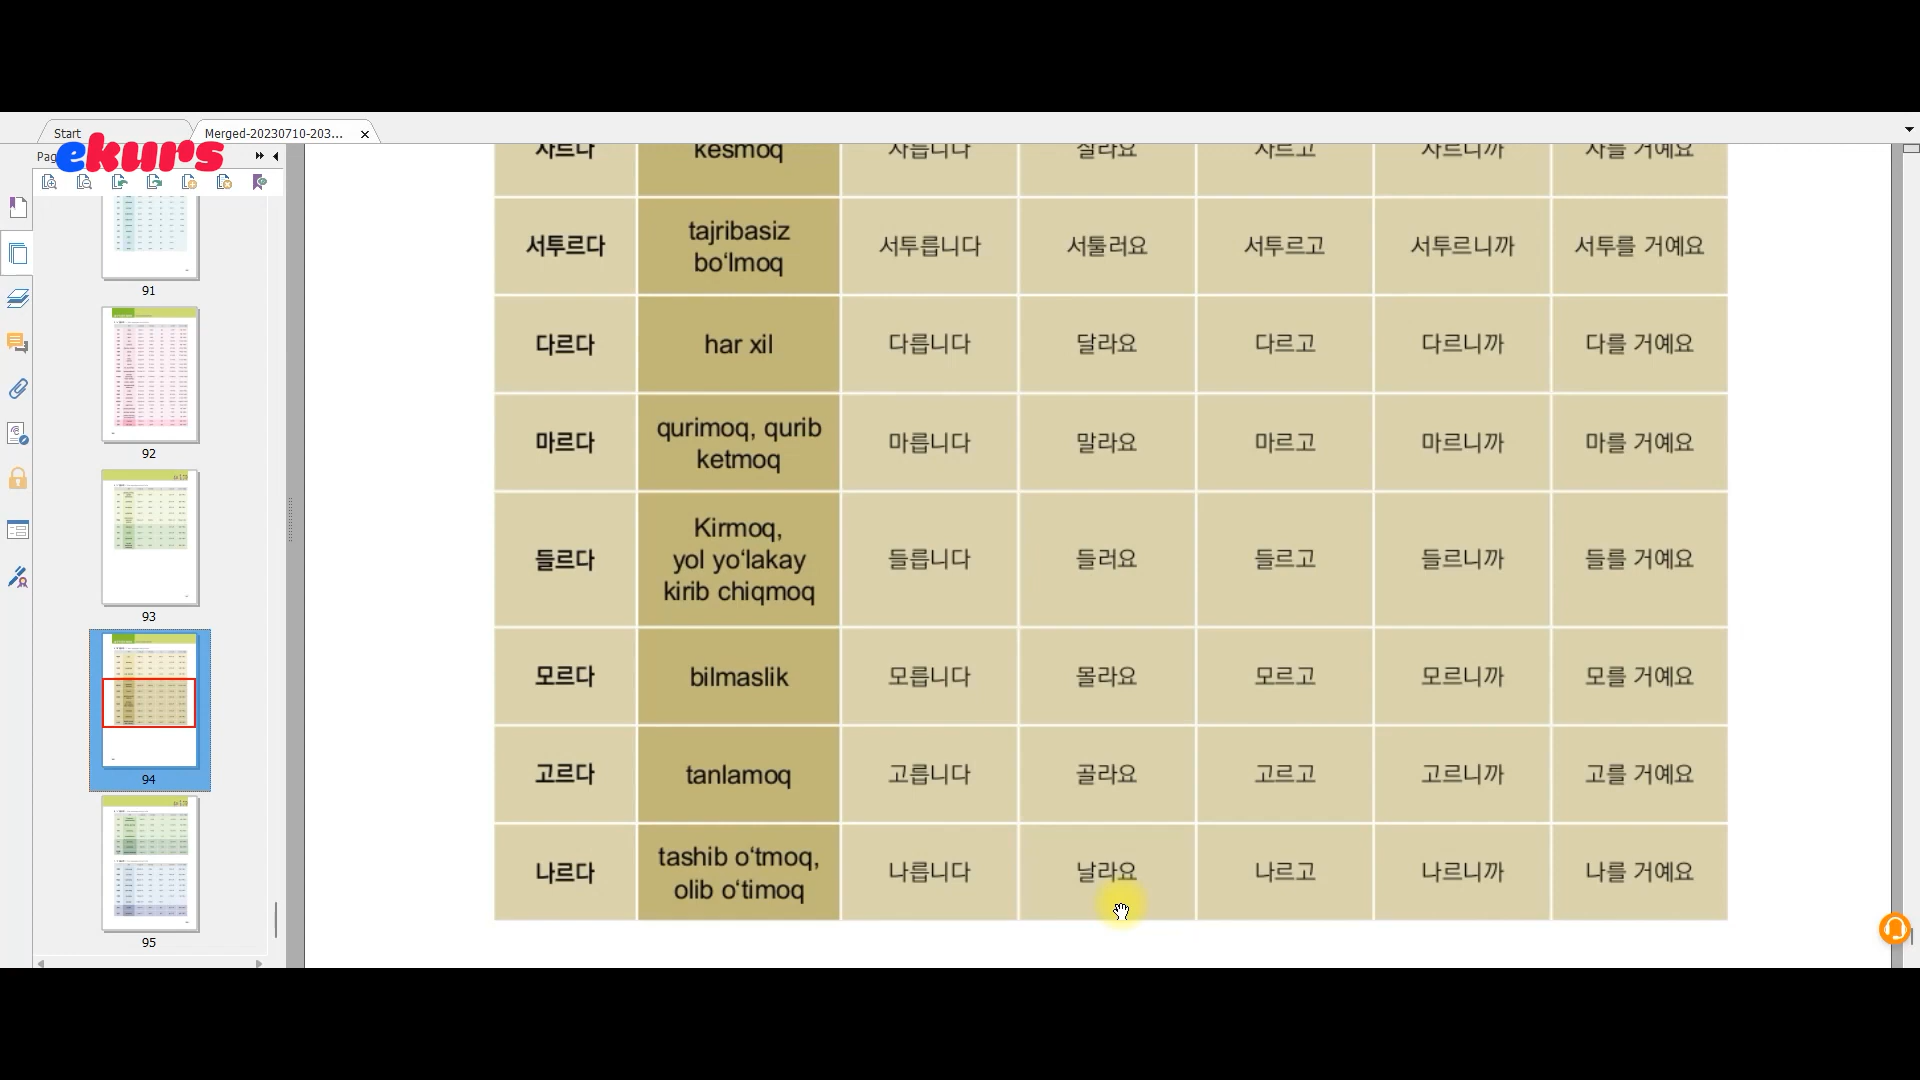 Start
Merged-20230710-203...
ekurs
91
92
93
94
95
kesmoq
서투르다 tajribasiz bo‘lmoq 서투릅니다 서툴러요 서투르고 서투르니까 서투를 거예요
다르다 har xil 다릅니다 달라요 다르고 다르니까 다를 거예요
마르다 qurimoq, qurib ketmoq 마릅니다 말라요 마르고 마르니까 마를 거예요
들르다 Kirmoq, yol yo‘lakay kirib chiqmoq 들릅니다 들러요 들르고 들르니까 들를 거예요
모르다 bilmaslik 모릅니다 몰라요 모르고 모르니까 모를 거예요
고르다 tanlamoq 고릅니다 골라요 고르고 고르니까 고를 거예요
나르다 tashib o‘tmoq, olib o‘timoq 나릅니다 날라요 나르고 나르니까 나를 거예요